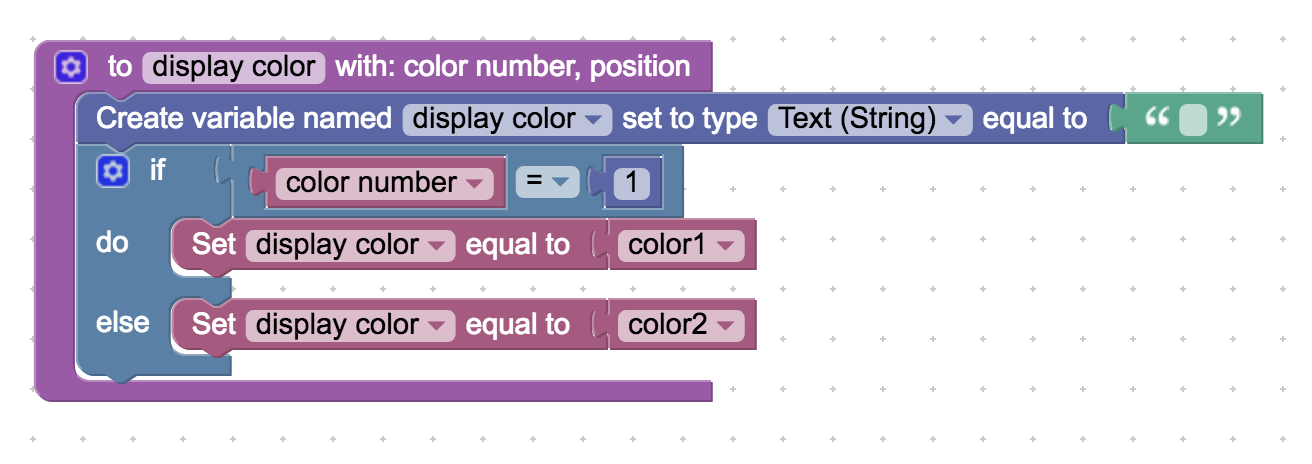 to display color with: color number, position
Create variable named display color set to type Text (String) equal to “ ”
if color number = 1
do Set display color equal to color1
else Set display color equal to color2